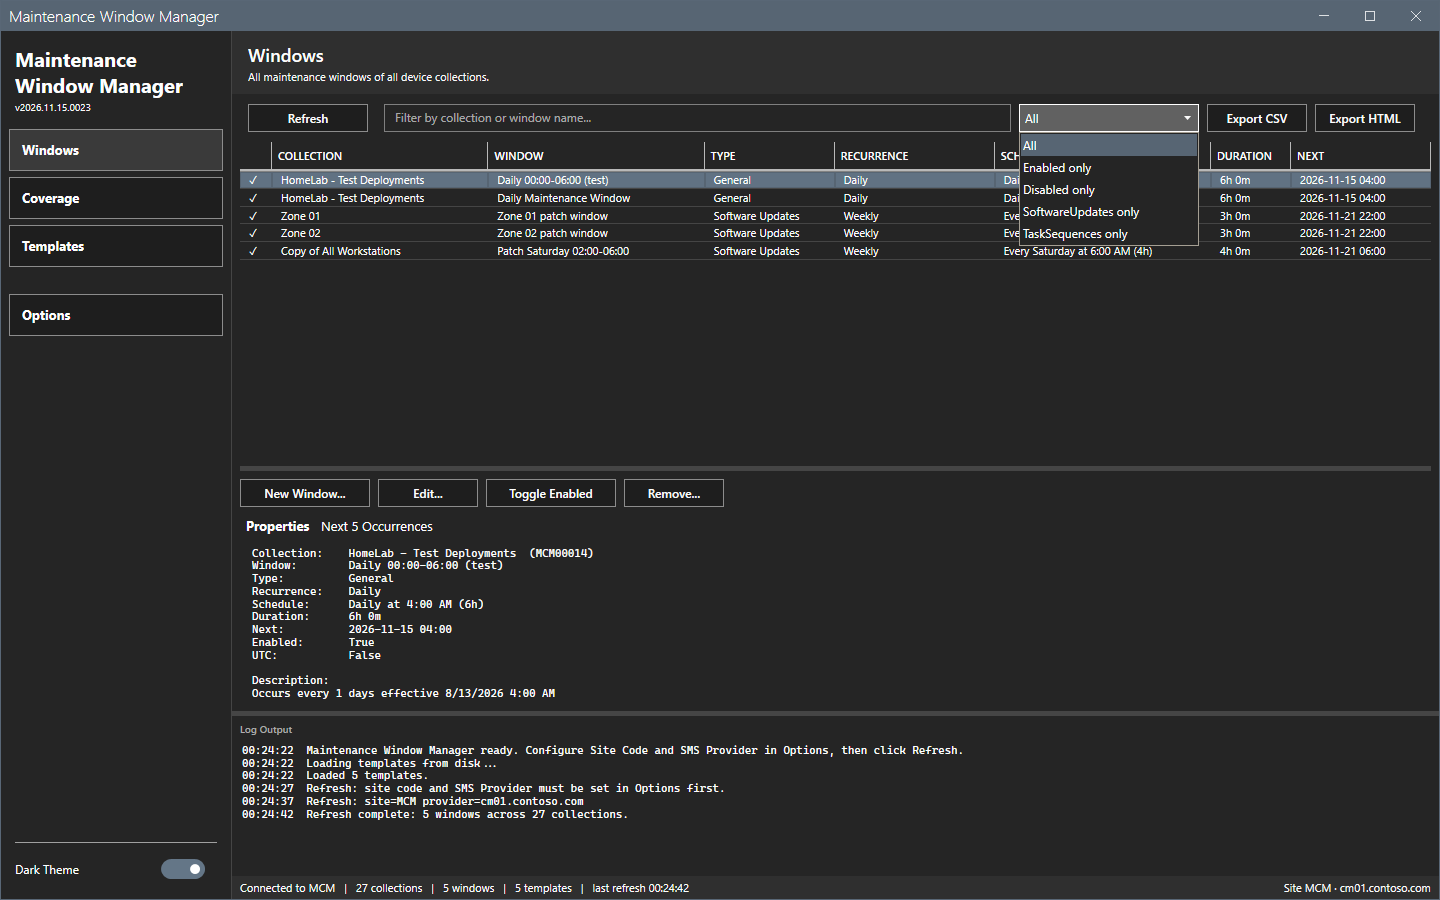 Maintenance Window Manager
Maintenance
Window Manager
v2026.11.15.0023
Windows
Coverage
Templates
Options
Dark Theme
Windows
All maintenance windows of all device collections.
Refresh
Filter by collection or window name...
All
Export CSV
Export HTML
All
Enabled only
Disabled only
SoftwareUpdates only
TaskSequences only
COLLECTION WINDOW TYPE RECURRENCE SCH DURATION NEXT
✓ HomeLab - Test Deployments Daily 00:00-06:00 (test) General Daily Dai 6h 0m 2026-11-15 04:00
✓ HomeLab - Test Deployments Daily Maintenance Window General Daily Dai 6h 0m 2026-11-15 04:00
✓ Zone 01 Zone 01 patch window Software Updates Weekly Eve 3h 0m 2026-11-21 22:00
✓ Zone 02 Zone 02 patch window Software Updates Weekly Eve 3h 0m 2026-11-21 22:00
✓ Copy of All Workstations Patch Saturday 02:00-06:00 Software Updates Weekly Every Saturday at 6:00 AM (4h) 4h 0m 2026-11-21 06:00
New Window...
Edit...
Toggle Enabled
Remove...
Properties Next 5 Occurrences
Collection: HomeLab - Test Deployments (MCM00014)
Window: Daily 00:00-06:00 (test)
Type: General
Recurrence: Daily
Schedule: Daily at 4:00 AM (6h)
Duration: 6h 0m
Next: 2026-11-15 04:00
Enabled: True
UTC: False
Description:
Occurs every 1 days effective 8/13/2026 4:00 AM
Log Output
00:24:22 Maintenance Window Manager ready. Configure Site Code and SMS Provider in Options, then click Refresh.
00:24:22 Loading templates from disk...
00:24:22 Loaded 5 templates.
00:24:27 Refresh: site code and SMS Provider must be set in Options first.
00:24:37 Refresh: site=MCM provider=cm01.contoso.com
00:24:42 Refresh complete: 5 windows across 27 collections.
Connected to MCM | 27 collections | 5 windows | 5 templates | last refresh 00:24:42
Site MCM · cm01.contoso.com